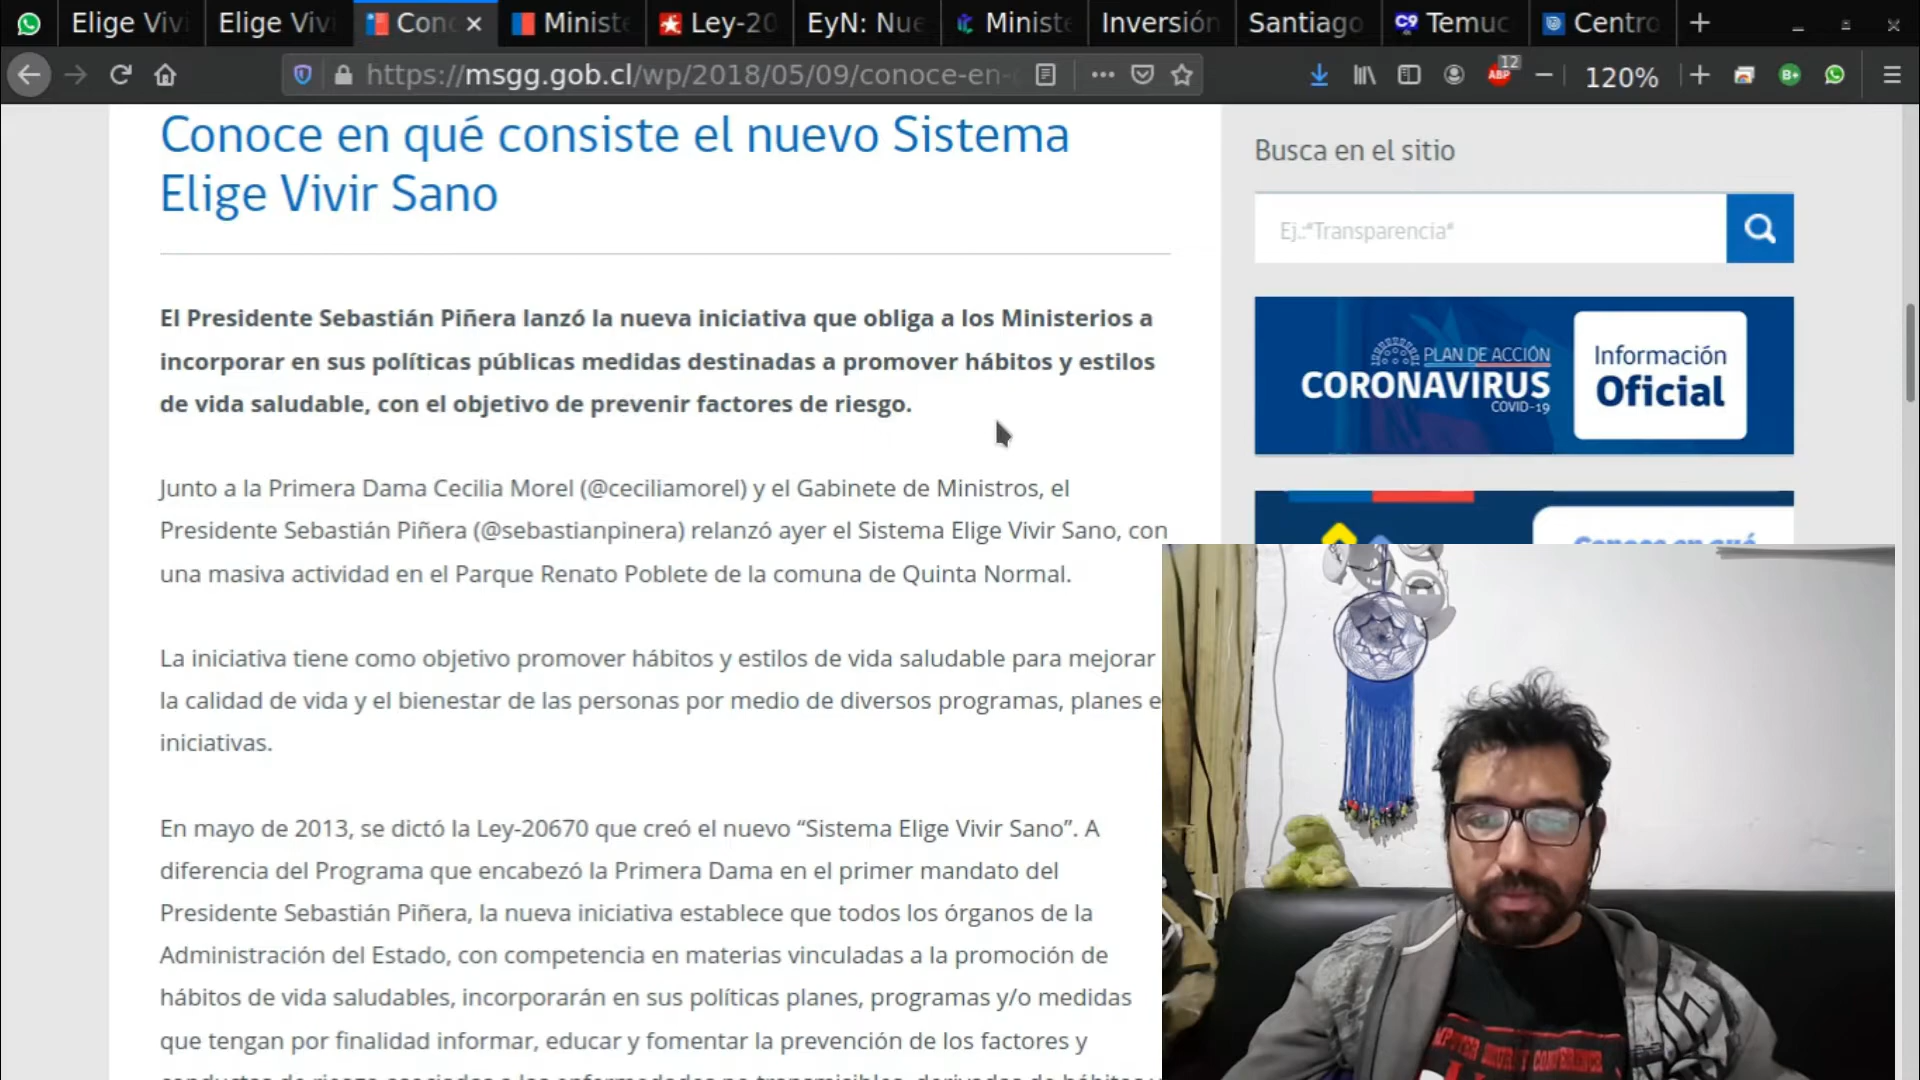 Elige Vivi
Elige Vivi
Cono
Ministe
Ley-20
EyN: Nue
Ministe
Inversión
Santiago
Temuc
Centro
https://msgg.gob.cl/wp/2018/05/09/conoce-en-
ABP
12
120%
B+
Conoce en qué consiste el nuevo Sistema
Elige Vivir Sano
El Presidente Sebastián Piñera lanzó la nueva iniciativa que obliga a los Ministerios a
incorporar en sus políticas públicas medidas destinadas a promover hábitos y estilos
de vida saludable, con el objetivo de prevenir factores de riesgo.
Junto a la Primera Dama Cecilia Morel (@ceciliamorel) y el Gabinete de Ministros, el
Presidente Sebastián Piñera (@sebastianpinera) relanzó ayer el Sistema Elige Vivir Sano, con
una masiva actividad en el Parque Renato Poblete de la comuna de Quinta Normal.
La iniciativa tiene como objetivo promover hábitos y estilos de vida saludable para mejorar
la calidad de vida y el bienestar de las personas por medio de diversos programas, planes e
iniciativas.
En mayo de 2013, se dictó la Ley-20670 que creó el nuevo “Sistema Elige Vivir Sano”. A
diferencia del Programa que encabezó la Primera Dama en el primer mandato del
Presidente Sebastián Piñera, la nueva iniciativa establece que todos los órganos de la
Administración del Estado, con competencia en materias vinculadas a la promoción de
hábitos de vida saludables, incorporarán en sus políticas planes, programas y/o medidas
que tengan por finalidad informar, educar y fomentar la prevención de los factores y
Busca en el sitio
Ej.:"Transparencia"
PLAN DE ACCIÓN
CORONAVIRUS
COVID-19
Información
Oficial
Conoce en qué